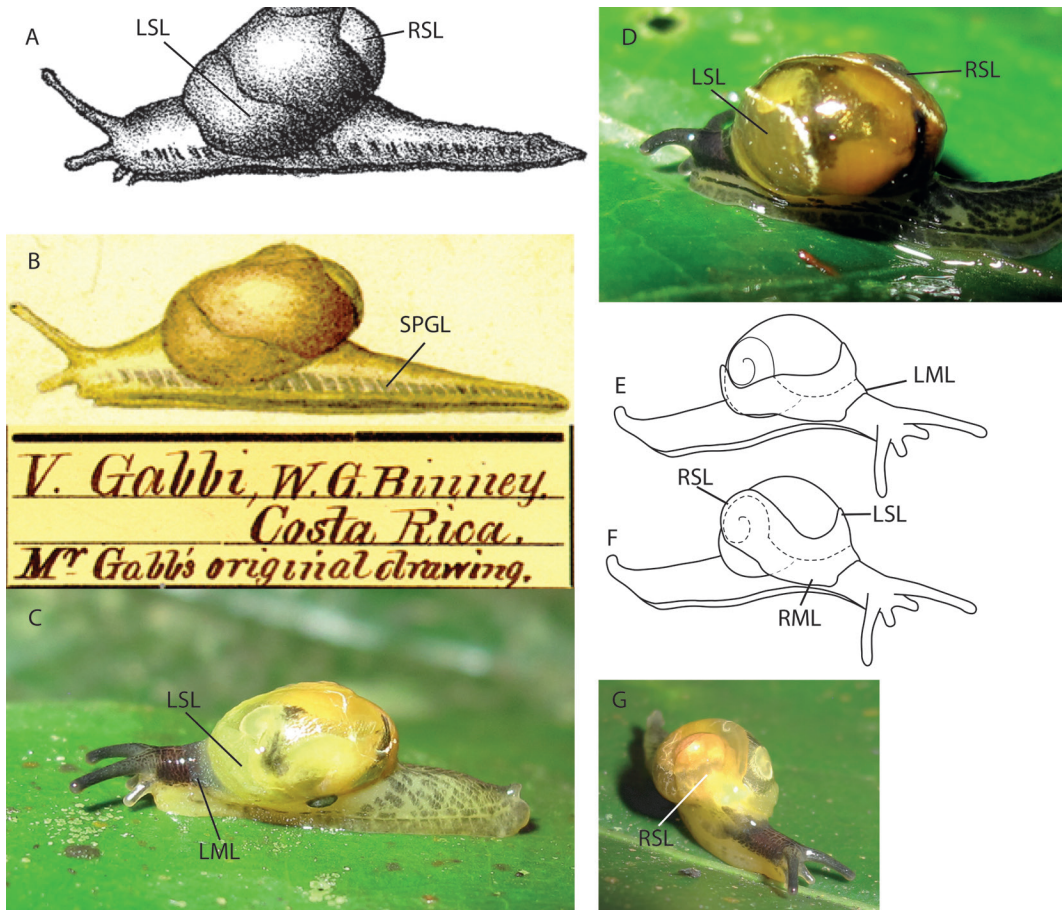 A
LSL
RSL
B
SPGL
V. Gabbi, W.G. Binney.
Costa Rica.
Mr Gabb's original drawing.
C
LSL
LML
D
LSL
RSL
E
LML
RSL
LSL
F
RML
G
RSL